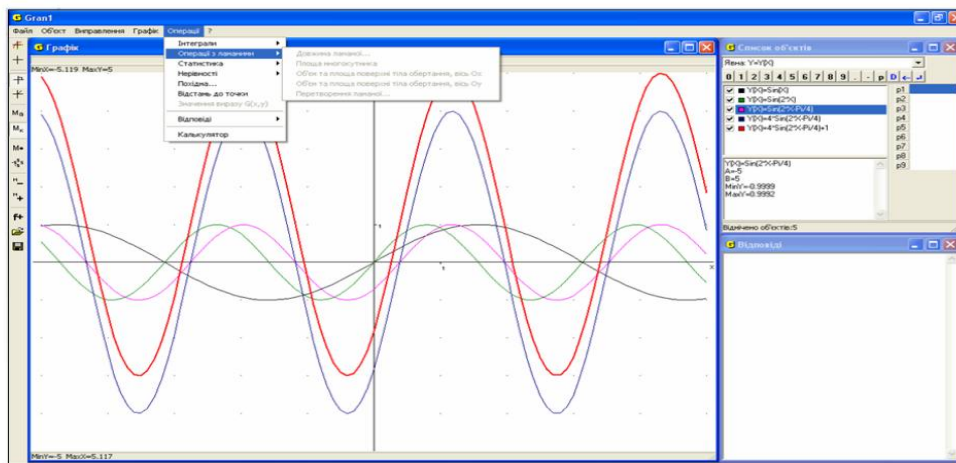 Gran1
Файл Об'єкт Виправлення Графік Операції ?
Інтеграли
Операції з ламаними
Статистика
Нерівності
Похідна...
Відстань до точки
Значення виразу G(x,y)
Відповіді
Калькулятор
Довжина ламаної...
Площа многокутника
Об'єм та площа поверхні тіла обертання, вісь Ox
Об'єм та площа поверхні тіла обертання, вісь Oy
Перетворення ламаної...
Графік
MinX=-5.119 MaxY=5
1
1
X
MinY=-5 MaxX=5.117
Список об'єктів
Явна: Y=Y(X)
0 1 2 3 4 5 6 7 8 9 . - p D
Y(X)=Sin(X)
Y(X)=Sin(2*X)
Y(X)=Sin(2*X-Pi/4)
Y(X)=4*Sin(2*X-Pi/4)
Y(X)=4*Sin(2*X-Pi/4)+1
p1
p2
p3
p4
p5
p6
p7
p8
p9
Y(X)=Sin(2*X-Pi/4)
A=-5
B=5
MinY=-0.9999
MaxY=0.9992
Відмічено об'єктів:5
Відповіді